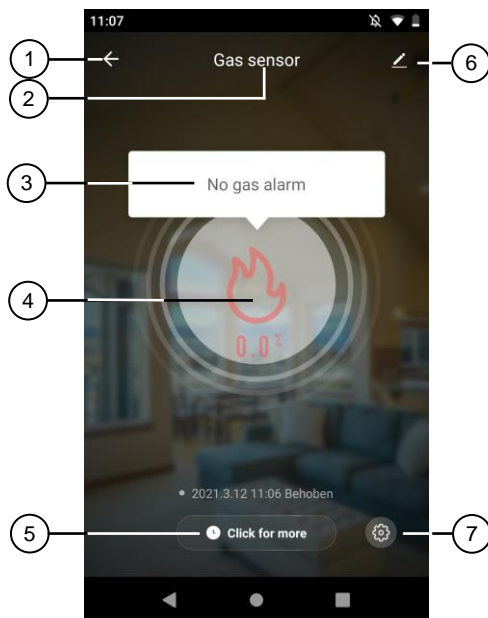 11:07
1
Gas sensor
6
2
3
No gas alarm
4
0.0%
2021.3.12 11:06 Behoben
5
Click for more
7